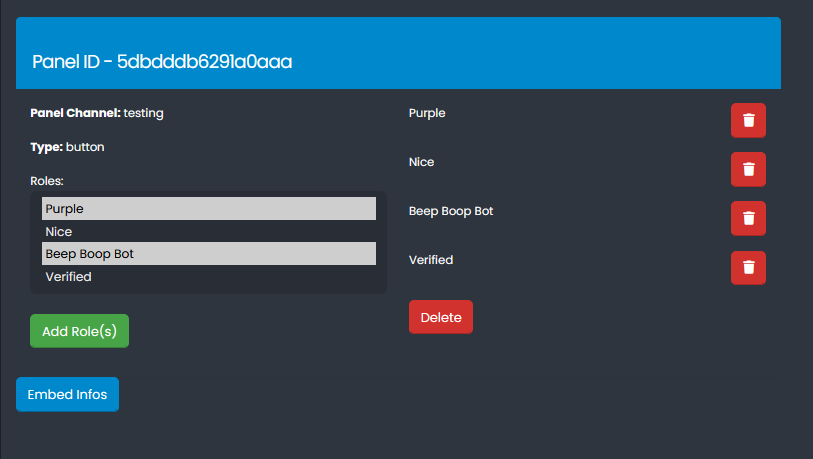 Panel ID - 5dbdddb6291a0aaa
Panel Channel: testing
Type: button
Roles:
Purple
Nice
Beep Boop Bot
Verified
Add Role(s)
Purple
Nice
Beep Boop Bot
Verified
Delete
Embed Infos